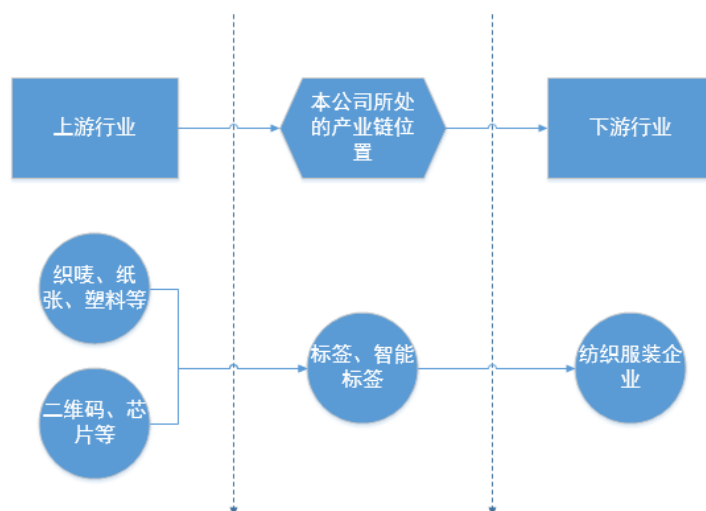 上游行业
本公司所处
的产业链位
置
下游行业
织唛、纸
张、塑料等
二维码、芯
片等
标签、智能
标签
纺织服装企
业